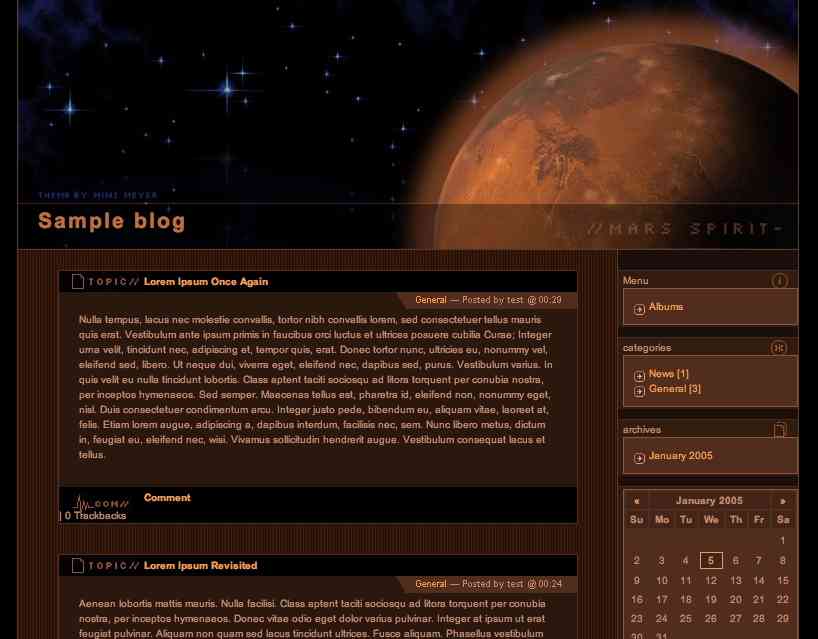 THEME BY MIMI MEYER
Sample blog
//MARS SPIRIT-
TOPIC// Lorem Ipsum Once Again
General — Posted by test @ 00:29
Nulla tempus, lacus nec molestie convallis, tortor nibh convallis lorem, sed consectetuer tellus mauris
quis erat. Vestibulum ante ipsum primis in faucibus orci luctus et ultrices posuere cubilia Curae; Integer
urna velit, tincidunt nec, adipiscing et, tempor quis, erat. Donec tortor nunc, ultricies eu, nonummy vel,
eleifend sed, libero. Ut neque dui, viverra eget, eleifend nec, dapibus sed, purus. Vestibulum varius. In
quis velit eu nulla tincidunt lobortis. Class aptent taciti sociosqu ad litora torquent per conubia nostra,
per inceptos hymenaeos. Sed semper. Maecenas tellus est, pharetra id, eleifend non, nonummy eget,
nisl. Duis consectetuer condimentum arcu. Integer justo pede, bibendum eu, aliquam vitae, laoreet at,
felis. Etiam lorem augue, adipiscing a, dapibus interdum, facilisis nec, sem. Nunc libero metus, dictum
in, feugiat eu, eleifend nec, wisi. Vivamus sollicitudin hendrerit augue. Vestibulum consequat lacus et
tellus.
COM// Comment
| 0 Trackbacks
TOPIC// Lorem Ipsum Revisited
General — Posted by test @ 00:24
Aenean lobortis mattis mauris. Nulla facilisi. Class aptent taciti sociosqu ad litora torquent per conubia
nostra, per inceptos hymenaeos. Donec vitae odio eget dolor varius pulvinar. Integer at ipsum ut diam
feugiat pulvinar. Aliquam non quam sed lacus tincidunt ultrices. Fusce aliquam. Phasellus vestibulum
Menu
Albums
categories
News [1]
General [3]
archives
January 2005
« January 2005 »
Su Mo Tu We Th Fr Sa
1
2 3 4 5 6 7 8
9 10 11 12 13 14 15
16 17 18 19 20 21 22
23 24 25 26 27 28 29
30 31